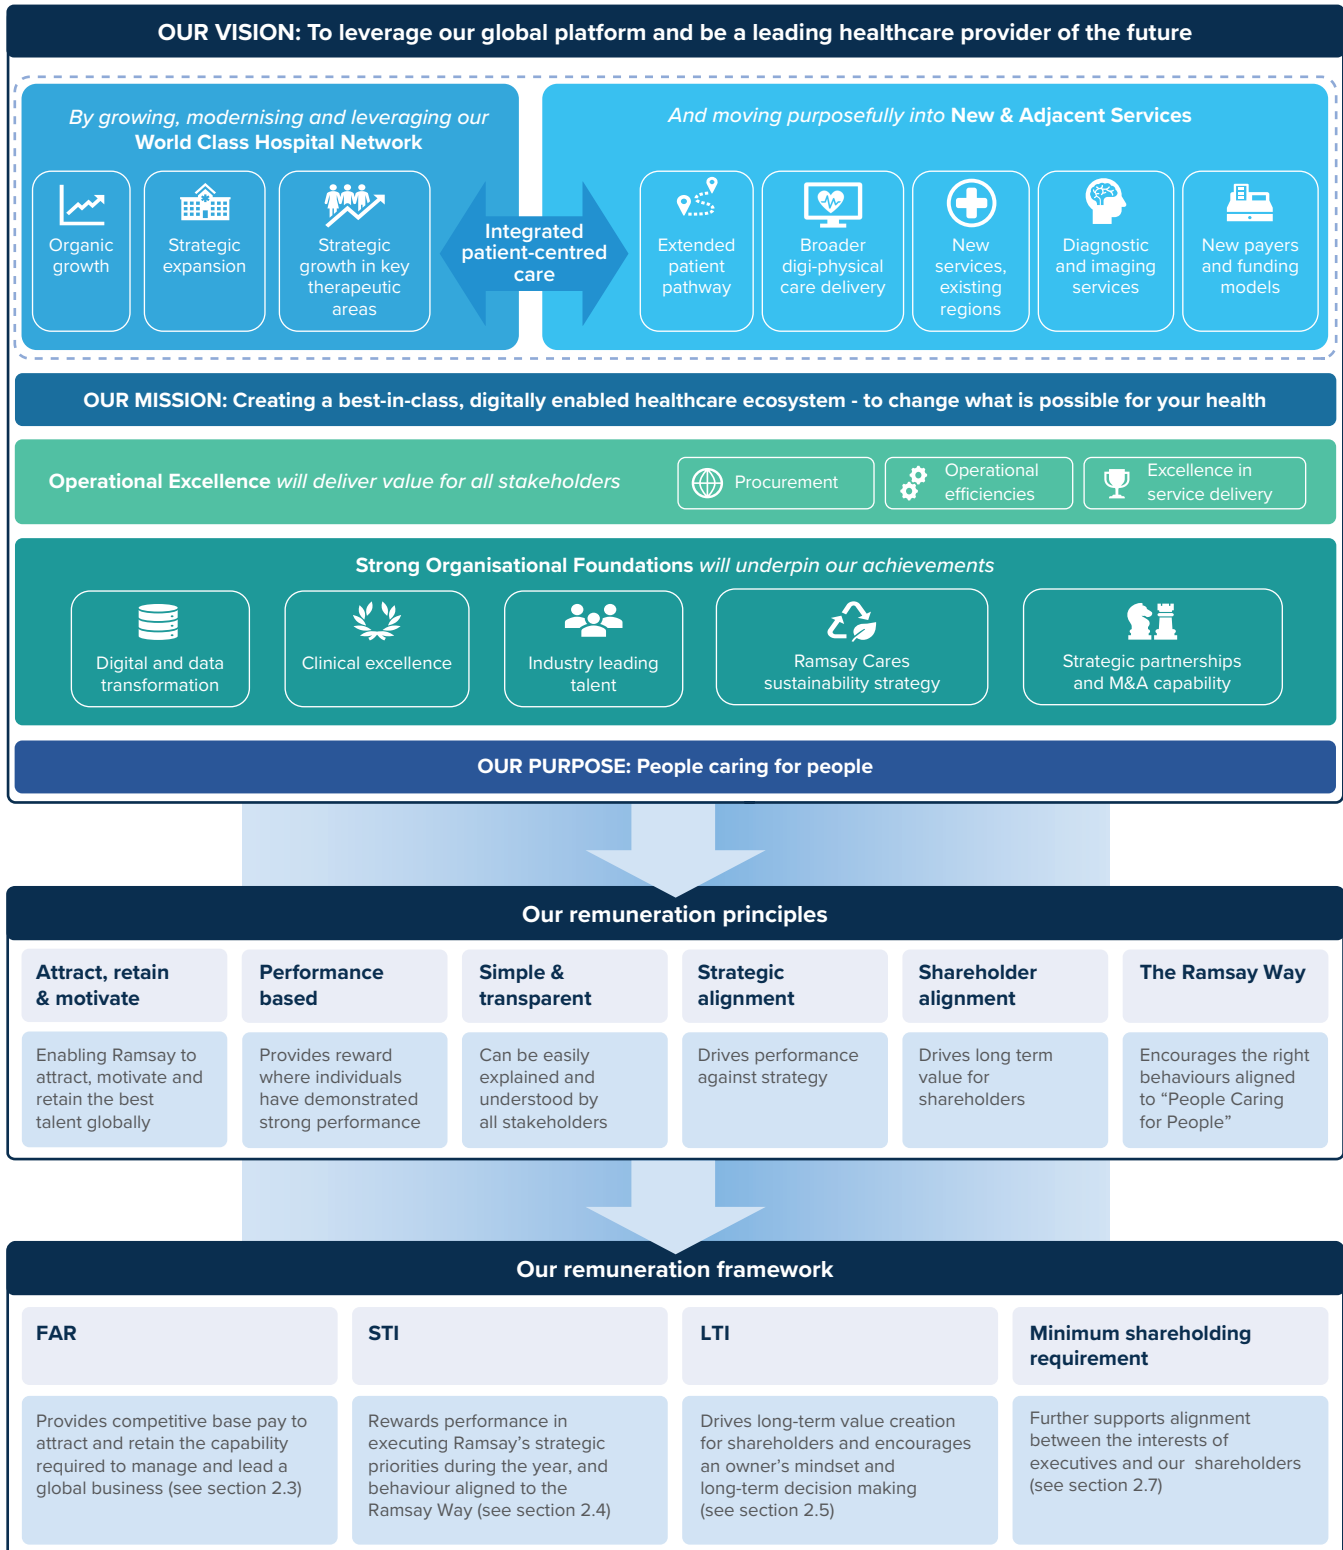 OUR VISION: To leverage our global platform and be a leading healthcare provider of the future
By growing, modernising and leveraging our
World Class Hospital Network
Organic
growth
Strategic
expansion
Strategic
growth in key
therapeutic
areas
Integrated
patient-centred
care
And moving purposefully into New & Adjacent Services
Extended
patient
pathway
Broader
digi-physical
care delivery
New
services,
existing
regions
Diagnostic
and imaging
services
New payers
and funding
models
OUR MISSION: Creating a best-in-class, digitally enabled healthcare ecosystem - to change what is possible for your health
Operational Excellence will deliver value for all stakeholders
Procurement
Operational
efficiencies
Excellence in
service delivery
Strong Organisational Foundations will underpin our achievements
Digital and data
transformation
Clinical excellence
Industry leading
talent
Ramsay Cares
sustainability strategy
Strategic partnerships
and M&A capability
OUR PURPOSE: People caring for people
Our remuneration principles
Attract, retain
& motivate
Enabling Ramsay to
attract, motivate and
retain the best
talent globally
Performance
based
Provides reward
where individuals
have demonstrated
strong performance
Simple &
transparent
Can be easily
explained and
understood by
all stakeholders
Strategic
alignment
Drives performance
against strategy
Shareholder
alignment
Drives long term
value for
shareholders
The Ramsay Way
Encourages the right
behaviours aligned
to “People Caring
for People”
Our remuneration framework
FAR
Provides competitive base pay to
attract and retain the capability
required to manage and lead a
global business (see section 2.3)
STI
Rewards performance in
executing Ramsay’s strategic
priorities during the year, and
behaviour aligned to the
Ramsay Way (see section 2.4)
LTI
Drives long-term value creation
for shareholders and encourages
an owner’s mindset and
long-term decision making
(see section 2.5)
Minimum shareholding
requirement
Further supports alignment
between the interests of
executives and our shareholders
(see section 2.7)